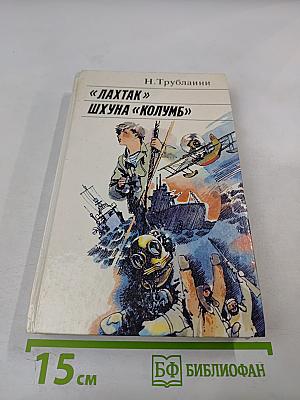 Н.Трублаини
«ЛАХТАК»
ШХУНА «КОЛУМБ»
15 см
БФ БИБЛИОФАН